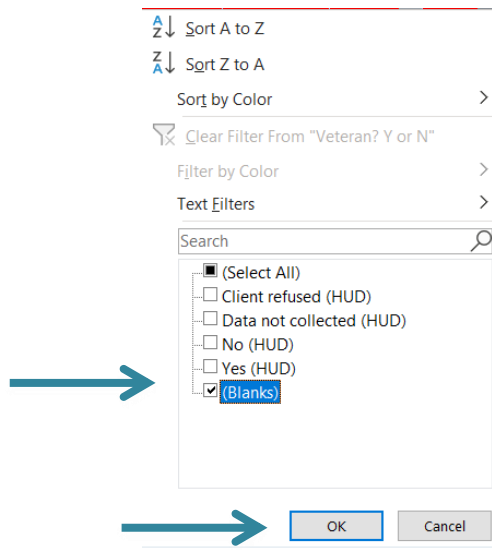 Sort A to Z
Sort Z to A
Sort by Color
Clear Filter From "Veteran? Y or N"
Filter by Color
Text Filters
Search
(Select All)
Client refused (HUD)
Data not collected (HUD)
No (HUD)
Yes (HUD)
(Blanks)
OK Cancel